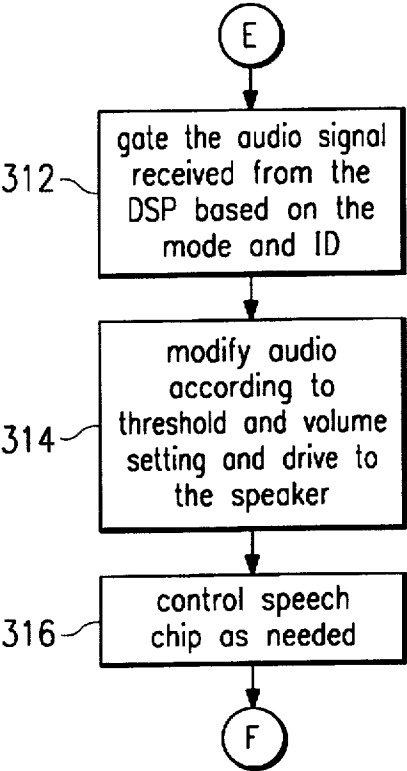 E
312
gate the audio signal
received from the
DSP based on the
mode and ID
314
modify audio
according to
threshold and volume
setting and drive to
the speaker
316
control speech
chip as needed
F